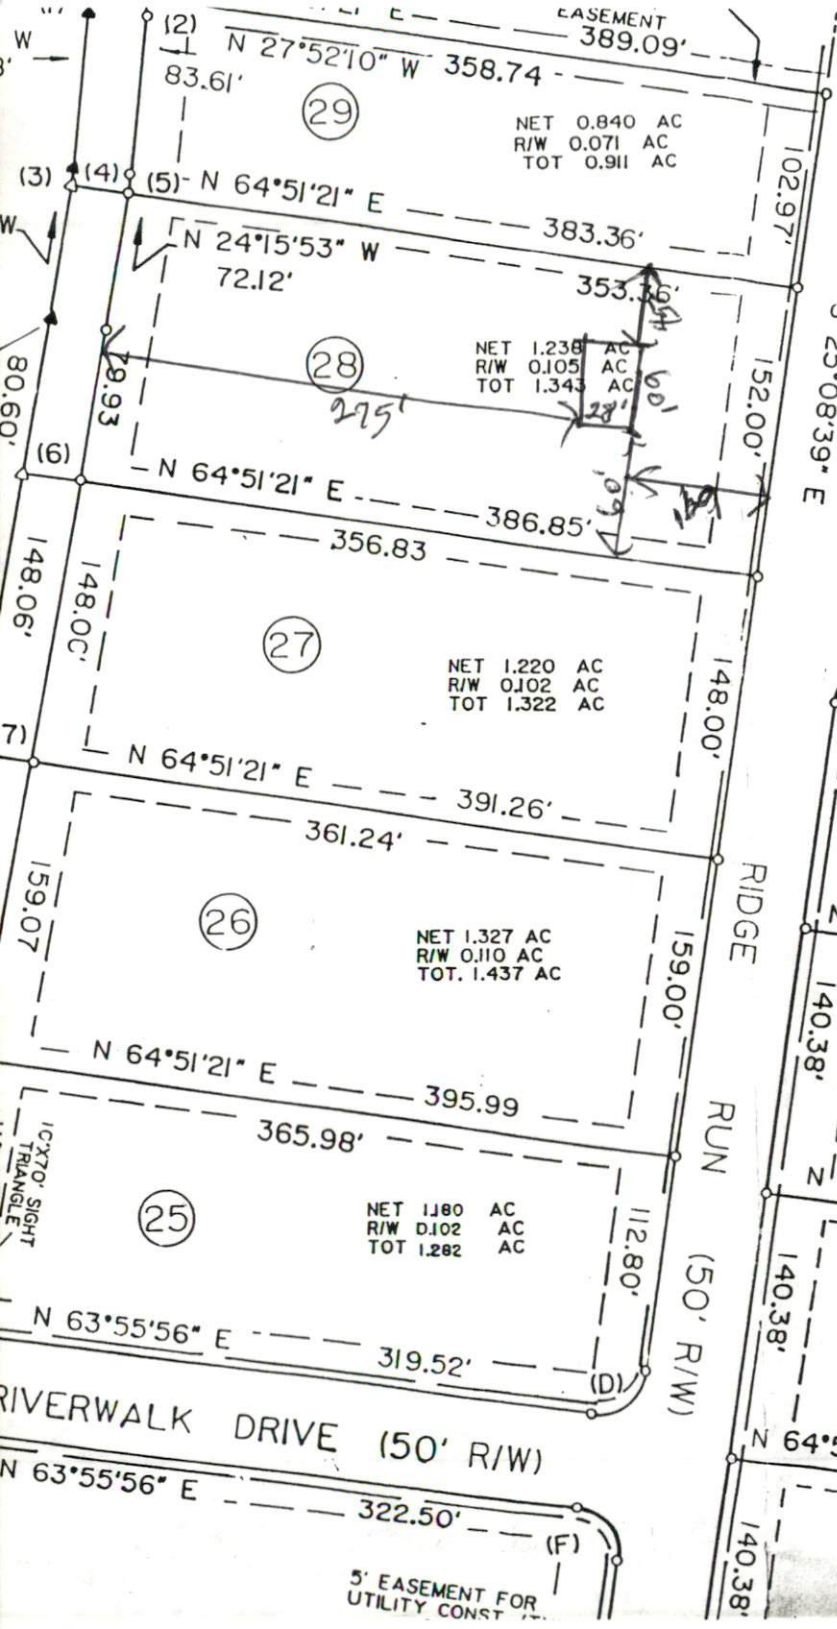 EASEMENT
389.09'
W
(2)
N 27°52'10" W 358.74
83.61'
29
NET 0.840 AC
R/W 0.071 AC
TOT 0.911 AC
102.97'
(3)
(4)
(5)
N 64°51'21" E
383.36'
W
N 24°15'53" W
353.36'
72.12'
28
NET 1.238 AC
R/W 0.105 AC
TOT 1.343 AC
60'
28'
275'
60'
152.00'
25°08'39" E
80.60'
79.93
(6)
N 64°51'21" E
386.85'
356.83
148.06'
148.00'
27
NET 1.220 AC
R/W 0.102 AC
TOT 1.322 AC
148.00'
7)
N 64°51'21" E
391.26'
361.24'
159.07
26
NET 1.327 AC
R/W 0.110 AC
TOT. 1.437 AC
159.00'
RIDGE RUN (50' R/W)
140.38'
N 64°51'21" E
395.99
365.98'
10'X70' SIGHT
TRIANGLE
25
NET 1.180 AC
R/W 0.102 AC
TOT 1.282 AC
112.80'
N
140.38'
N 63°55'56" E
319.52'
(D)
RIVERWALK DRIVE (50' R/W)
N 64°5
N 63°55'56" E
322.50'
(F)
140.38'
5' EASEMENT FOR
UTILITY CONST